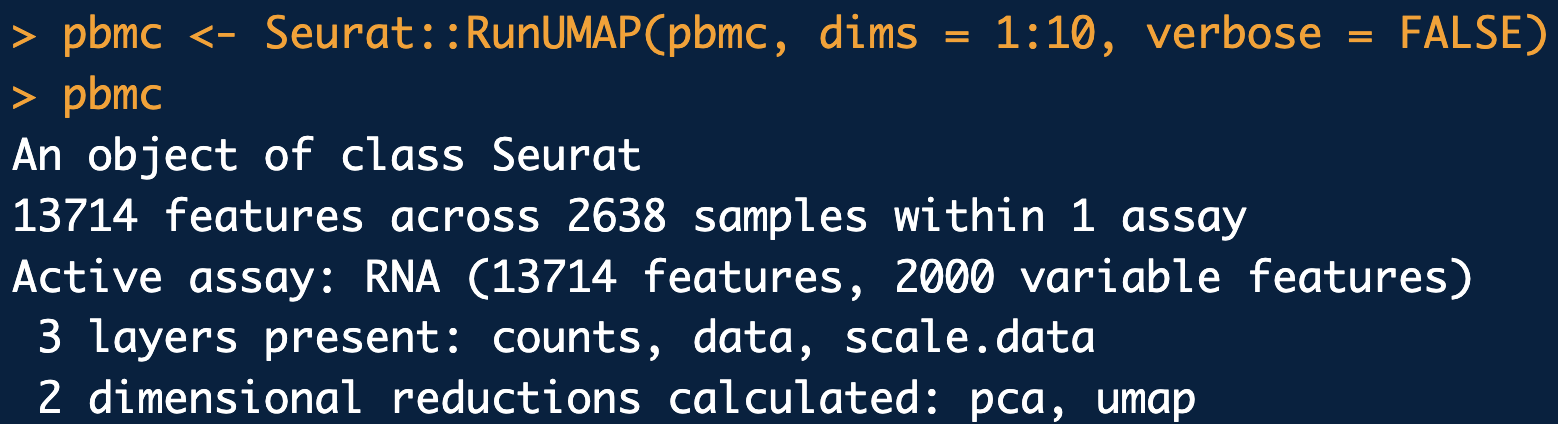 > pbmc <- Seurat::RunUMAP(pbmc, dims = 1:10, verbose = FALSE)
> pbmc
An object of class Seurat
13714 features across 2638 samples within 1 assay
Active assay: RNA (13714 features, 2000 variable features)
 3 layers present: counts, data, scale.data
 2 dimensional reductions calculated: pca, umap